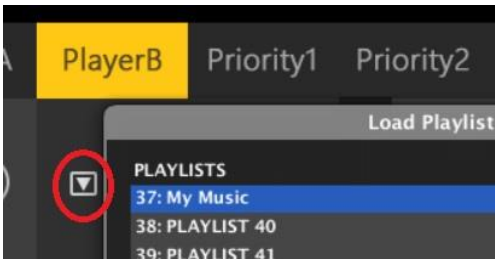 A PlayerB Priority1 Priority2
Load Playlist
PLAYLISTS
37: My Music
38: PLAYLIST 40
39: PLAYLIST 41